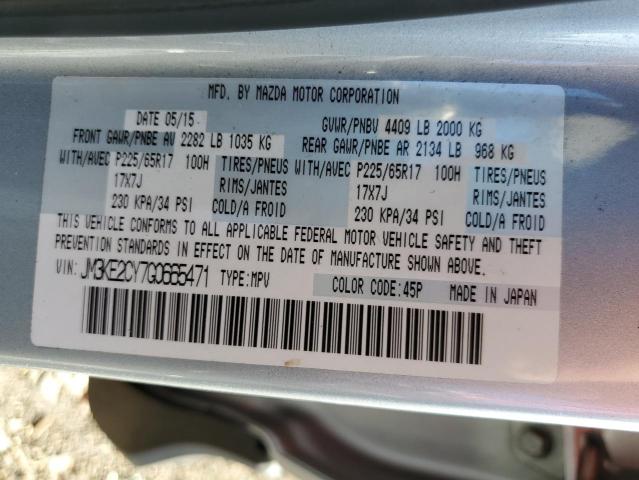 MFD. BY MAZDA MOTOR CORPORATION
DATE 05/15 GVWR/PNBV 4409 LB 2000 KG
FRONT GAWR/PNBE AV 2282 LB 1035 KG REAR GAWR/PNBE AR 2134 LB 968 KG
WITH/AVEC P225/65R17 100H TIRES/PNEUS WITH/AVEC P225/65R17 100H TIRES/PNEUS
17X7J RIMS/JANTES 17X7J RIMS/JANTES
230 KPA/34 PSI COLD/A FROID 230 KPA/34 PSI COLD/A FROID
THIS VEHICLE CONFORMS TO ALL APPLICABLE FEDERAL MOTOR VEHICLE SAFETY AND THEFT
PREVENTION STANDARDS IN EFFECT ON THE DATE OF MANUFACTURE SHOWN ABOVE.
VIN: JM3KE2CY7G0665471 TYPE:MPV COLOR CODE:45P MADE IN JAPAN